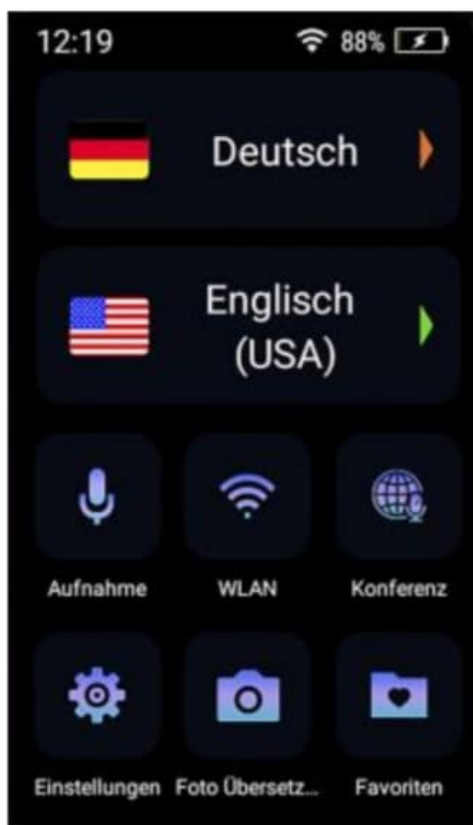 12:19
88%
Deutsch
Englisch
(USA)
Aufnahme
WLAN
Konferenz
Einstellungen
Foto Übersetz...
Favoriten